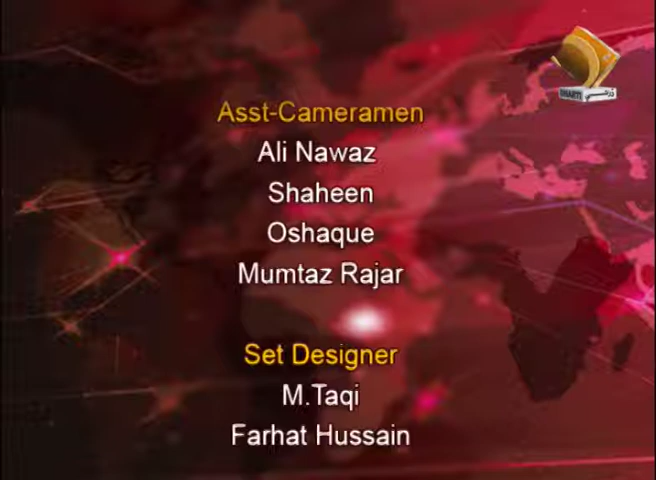 Asst-Cameramen
Ali Nawaz
Shaheen
Oshaque
Mumtaz Rajar
Set Designer
M.Taqi
Farhat Hussain